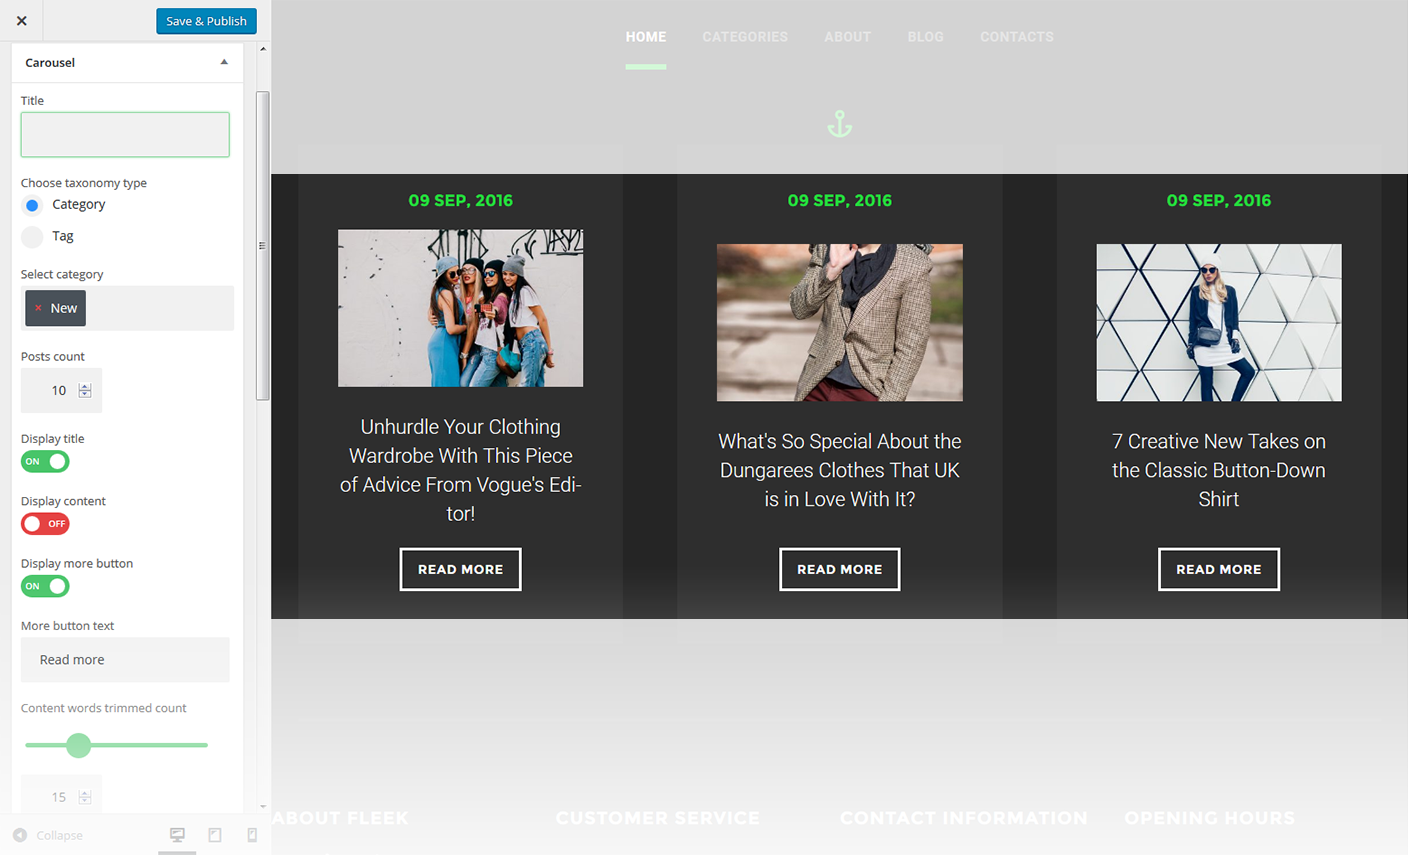 Save & Publish
Carousel
Title
Choose taxonomy type
Category
Tag
Select category
× New
Posts count
10
Display title
ON
Display content
OFF
Display more button
ON
More button text
Read more
Content words trimmed count
15
Collapse
HOME CATEGORIES ABOUT BLOG CONTACTS
09 SEP, 2016
Unhurdle Your Clothing
Wardrobe With This Piece
of Advice From Vogue's Edi-
tor!
READ MORE
09 SEP, 2016
What's So Special About the
Dungarees Clothes That UK
is in Love With It?
READ MORE
09 SEP, 2016
7 Creative New Takes on
the Classic Button-Down
Shirt
READ MORE
ABOUT FLEEK CUSTOMER SERVICE CONTACT INFORMATION OPENING HOURS